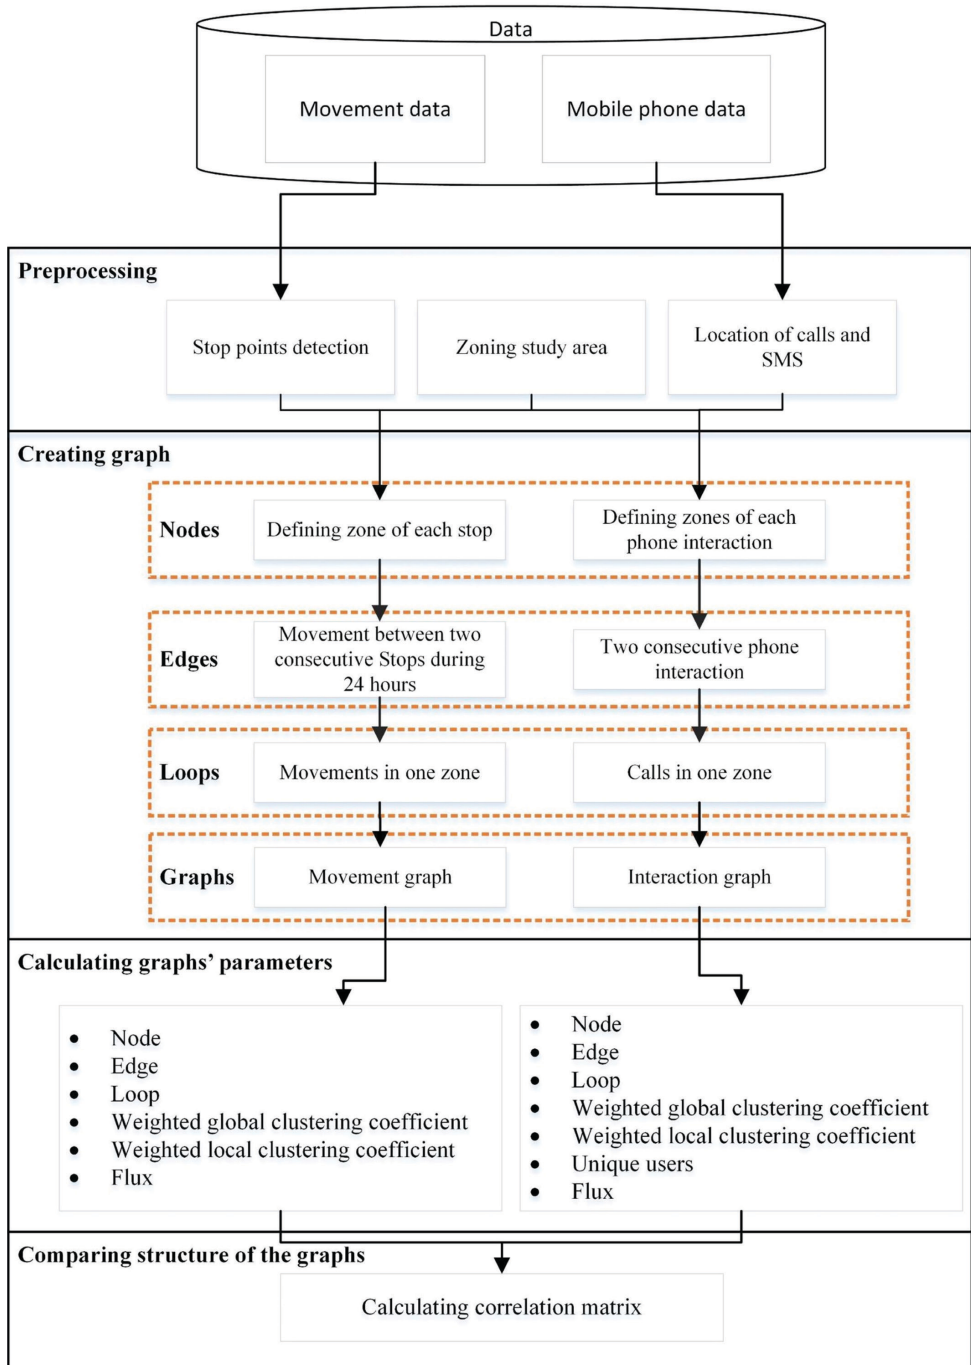 Data
Movement data
Mobile phone data
Preprocessing
Stop points detection
Zoning study area
Location of calls and
SMS
Creating graph
Nodes
Defining zone of each stop
Defining zones of each
phone interaction
Edges
Movement between two
consecutive Stops during
24 hours
Two consecutive phone
interaction
Loops
Movements in one zone
Calls in one zone
Graphs
Movement graph
Interaction graph
Calculating graphs’ parameters
• Node
• Edge
• Loop
• Weighted global clustering coefficient
• Weighted local clustering coefficient
• Flux
• Node
• Edge
• Loop
• Weighted global clustering coefficient
• Weighted local clustering coefficient
• Unique users
• Flux
Comparing structure of the graphs
Calculating correlation matrix